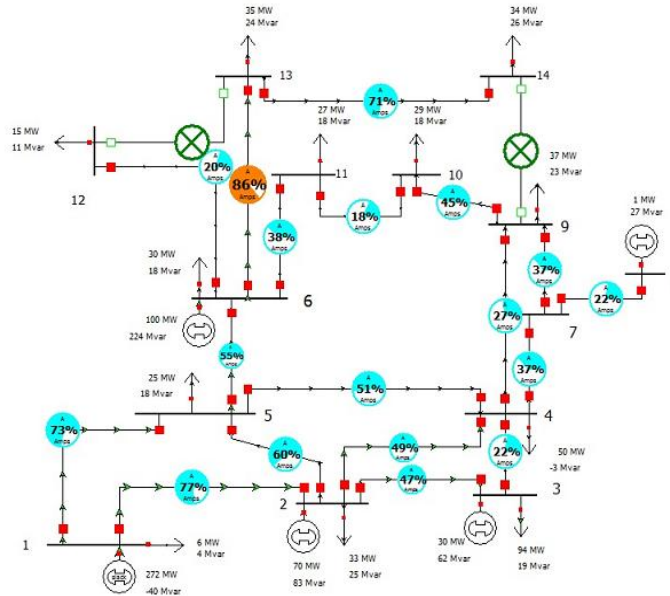 35 MW
24 Mvar
34 MW
26 Mvar
13
14
A
71%
Amps
27 MW
18 Mvar
29 MW
18 Mvar
15 MW
11 Mvar
37 MW
23 Mvar
A
20%
Amps
12
A
86%
Amps
11
10
A
45%
Amps
1 MW
27 Mvar
A
18%
Amps
9
A
38%
Amps
30 MW
18 Mvar
A
37%
Amps
A
22%
Amps
6
7
100 MW
224 Mvar
A
27%
Amps
A
55%
Amps
A
37%
Amps
25 MW
18 Mvar
A
51%
Amps
5
4
A
73%
Amps
A
49%
Amps
A
60%
Amps
A
22%
Amps
50 MW
-3 Mvar
A
77%
Amps
A
47%
Amps
2
3
1
6 MW
4 Mvar
33 MW
25 Mvar
30 MW
62 Mvar
94 MW
19 Mvar
70 MW
83 Mvar
slack
272 MW
-40 Mvar